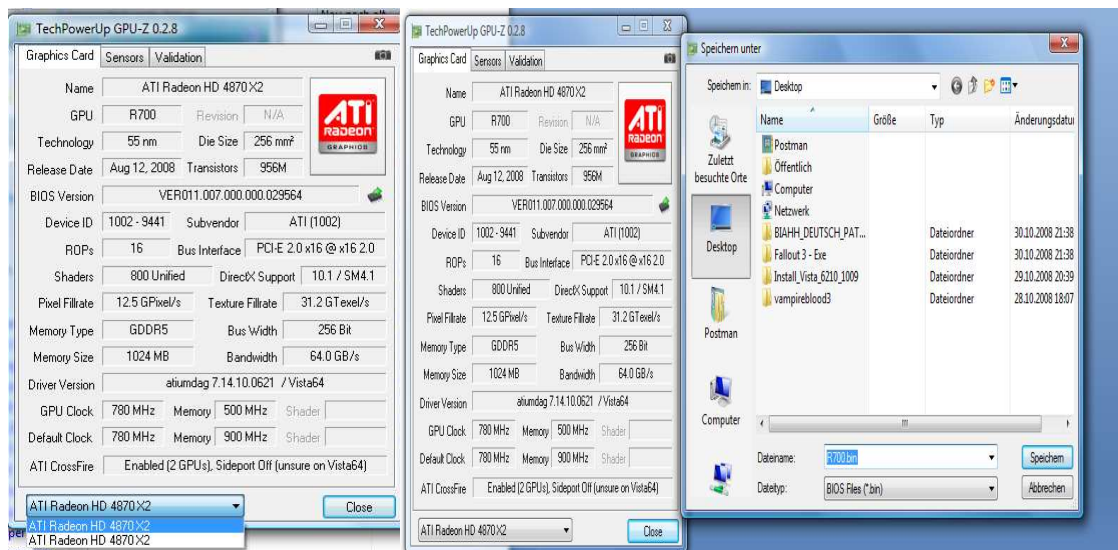 TechPowerUp GPU-Z 0.2.8
Graphics Card Sensors Validation
Name ATI Radeon HD 4870 X2
GPU R700 Revision N/A
Technology 55 nm Die Size 256 mm²
Release Date Aug 12, 2008 Transistors 956M
BIOS Version VER011.007.000.000.029564
Device ID 1002 - 9441 Subvendor ATI (1002)
ROPs 16 Bus Interface PCI-E 2.0 x16 @ x16 2.0
Shaders 800 Unified DirectX Support 10.1 / SM4.1
Pixel Fillrate 12.5 GPixel/s Texture Fillrate 31.2 GTexel/s
Memory Type GDDR5 Bus Width 256 Bit
Memory Size 1024 MB Bandwidth 64.0 GB/s
Driver Version atiumdag 7.14.10.0621 / Vista64
GPU Clock 780 MHz Memory 500 MHz Shader
Default Clock 780 MHz Memory 900 MHz Shader
ATI CrossFire Enabled (2 GPUs), Sideport Off (unsure on Vista64)
ATI Radeon HD 4870 X2 Close
ATI Radeon HD 4870 X2
ATI Radeon HD 4870 X2
ATI
RADEON
GRAPHICS
TechPowerUp GPU-Z 0.2.8
Graphics Card Sensors Validation
Name ATI Radeon HD 4870 X2
GPU R700 Revision N/A
Technology 55 nm Die Size 256 mm²
Release Date Aug 12, 2008 Transistors 956M
BIOS Version VER011.007.000.000.029564
Device ID 1002 - 9441 Subvendor ATI (1002)
ROPs 16 Bus Interface PCI-E 2.0 x16 @ x16 2.0
Shaders 800 Unified DirectX Support 10.1 / SM4.1
Pixel Fillrate 12.5 GPixel/s Texture Fillrate 31.2 GTexel/s
Memory Type GDDR5 Bus Width 256 Bit
Memory Size 1024 MB Bandwidth 64.0 GB/s
Driver Version atiumdag 7.14.10.0621 / Vista64
GPU Clock 780 MHz Memory 500 MHz Shader
Default Clock 780 MHz Memory 900 MHz Shader
ATI CrossFire Enabled (2 GPUs), Sideport Off (unsure on Vista64)
ATI Radeon HD 4870 X2 Close
ATI
RADEON
GRAPHICS
Speichern unter
Speichern in: Desktop
Name Größe Typ Änderungsdatu
Postman
Öffentlich
Computer
Netzwerk
BIAHH_DEUTSCH_PAT... Dateiordner 30.10.2008 21:38
Fallout 3 - Exe Dateiordner 30.10.2008 21:38
Install_Vista_6210_1009 Dateiordner 29.10.2008 20:39
vampireblood3 Dateiordner 28.10.2008 18:07
Zuletzt
besuchte Orte
Desktop
Postman
Computer
Dateiname: R700.bin Speichern
Dateityp: BIOS Files (*.bin) Abbrechen